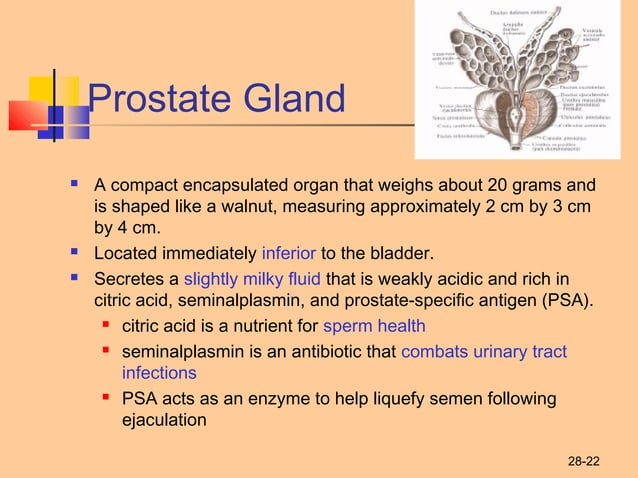 Ductus deferens sinister
Prostate Gland
A compact encapsulated organ that weighs about 20 grams and
is shaped like a walnut, measuring approximately 2 cm by 3 cm
by 4 cm.
Located immediately inferior to the bladder.
Secretes a slightly milky fluid that is weakly acidic and rich in
citric acid, seminalplasmin, and prostate-specific antigen (PSA).
citric acid is a nutrient for sperm health
seminalplasmin is an antibiotic that combats urinary tract
infections
PSA acts as an enzyme to help liquefy semen following
ejaculation
28-22